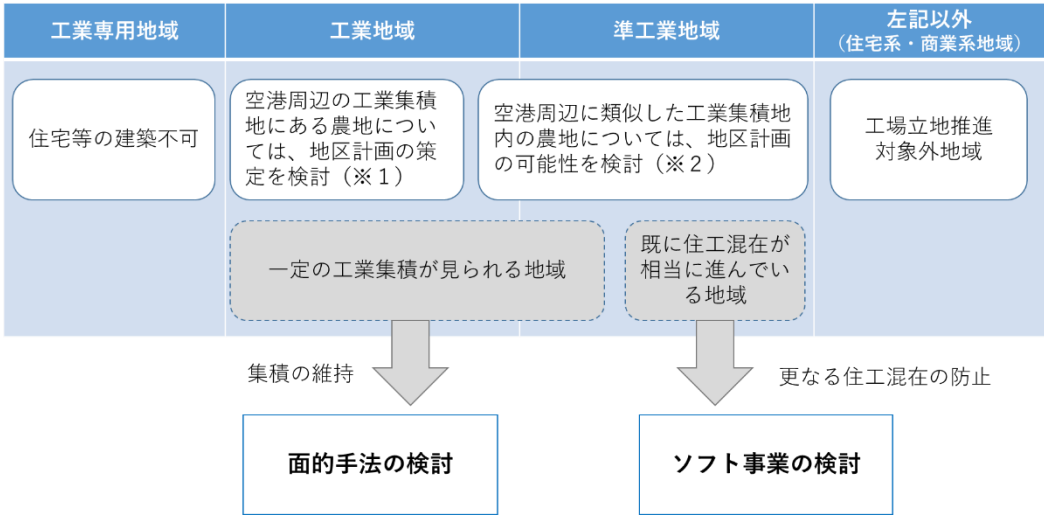 工業専用地域
工業地域
準工業地域
左記以外
（住宅系・商業系地域）
住宅等の建築不可
空港周辺の工業集積
地にある農地につい
ては、地区計画の策
定を検討（※１）
空港周辺に類似した工業集積地
内の農地については、地区計画
の可能性を検討（※２）
工場立地推進
対象外地域
一定の工業集積が見られる地域
既に住工混在が
相当に進んでい
る地域
集積の維持
更なる住工混在の防止
面的手法の検討
ソフト事業の検討